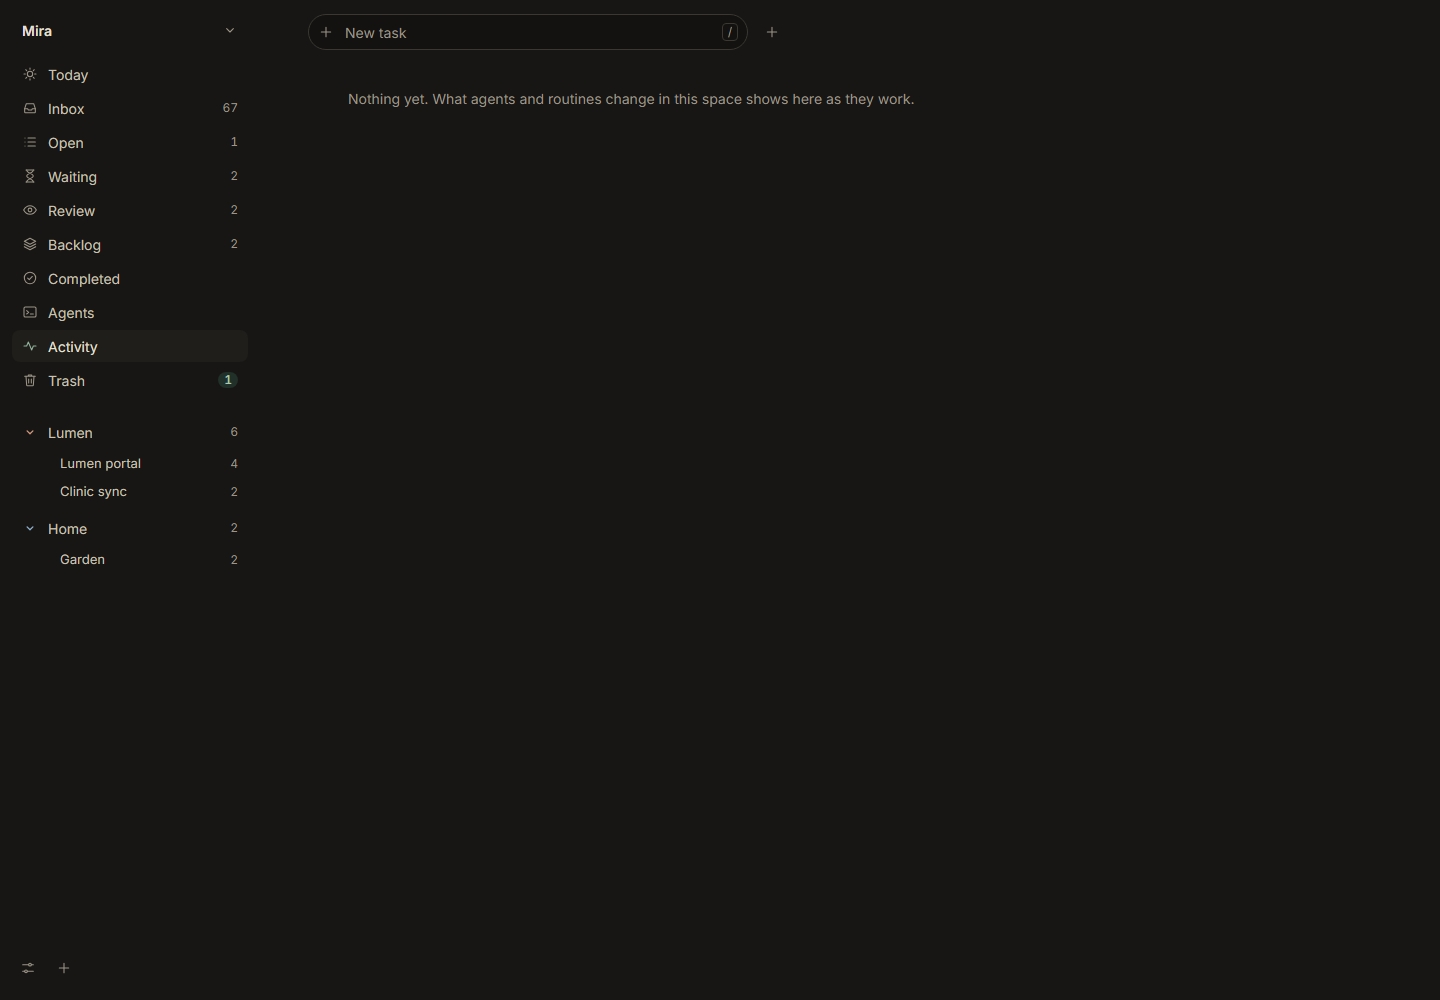 Mira
New task /
Nothing yet. What agents and routines change in this space shows here as they work.
Today
Inbox 67
Open 1
Waiting 2
Review 2
Backlog 2
Completed
Agents
Activity
Trash 1
Lumen 6
Lumen portal 4
Clinic sync 2
Home 2
Garden 2